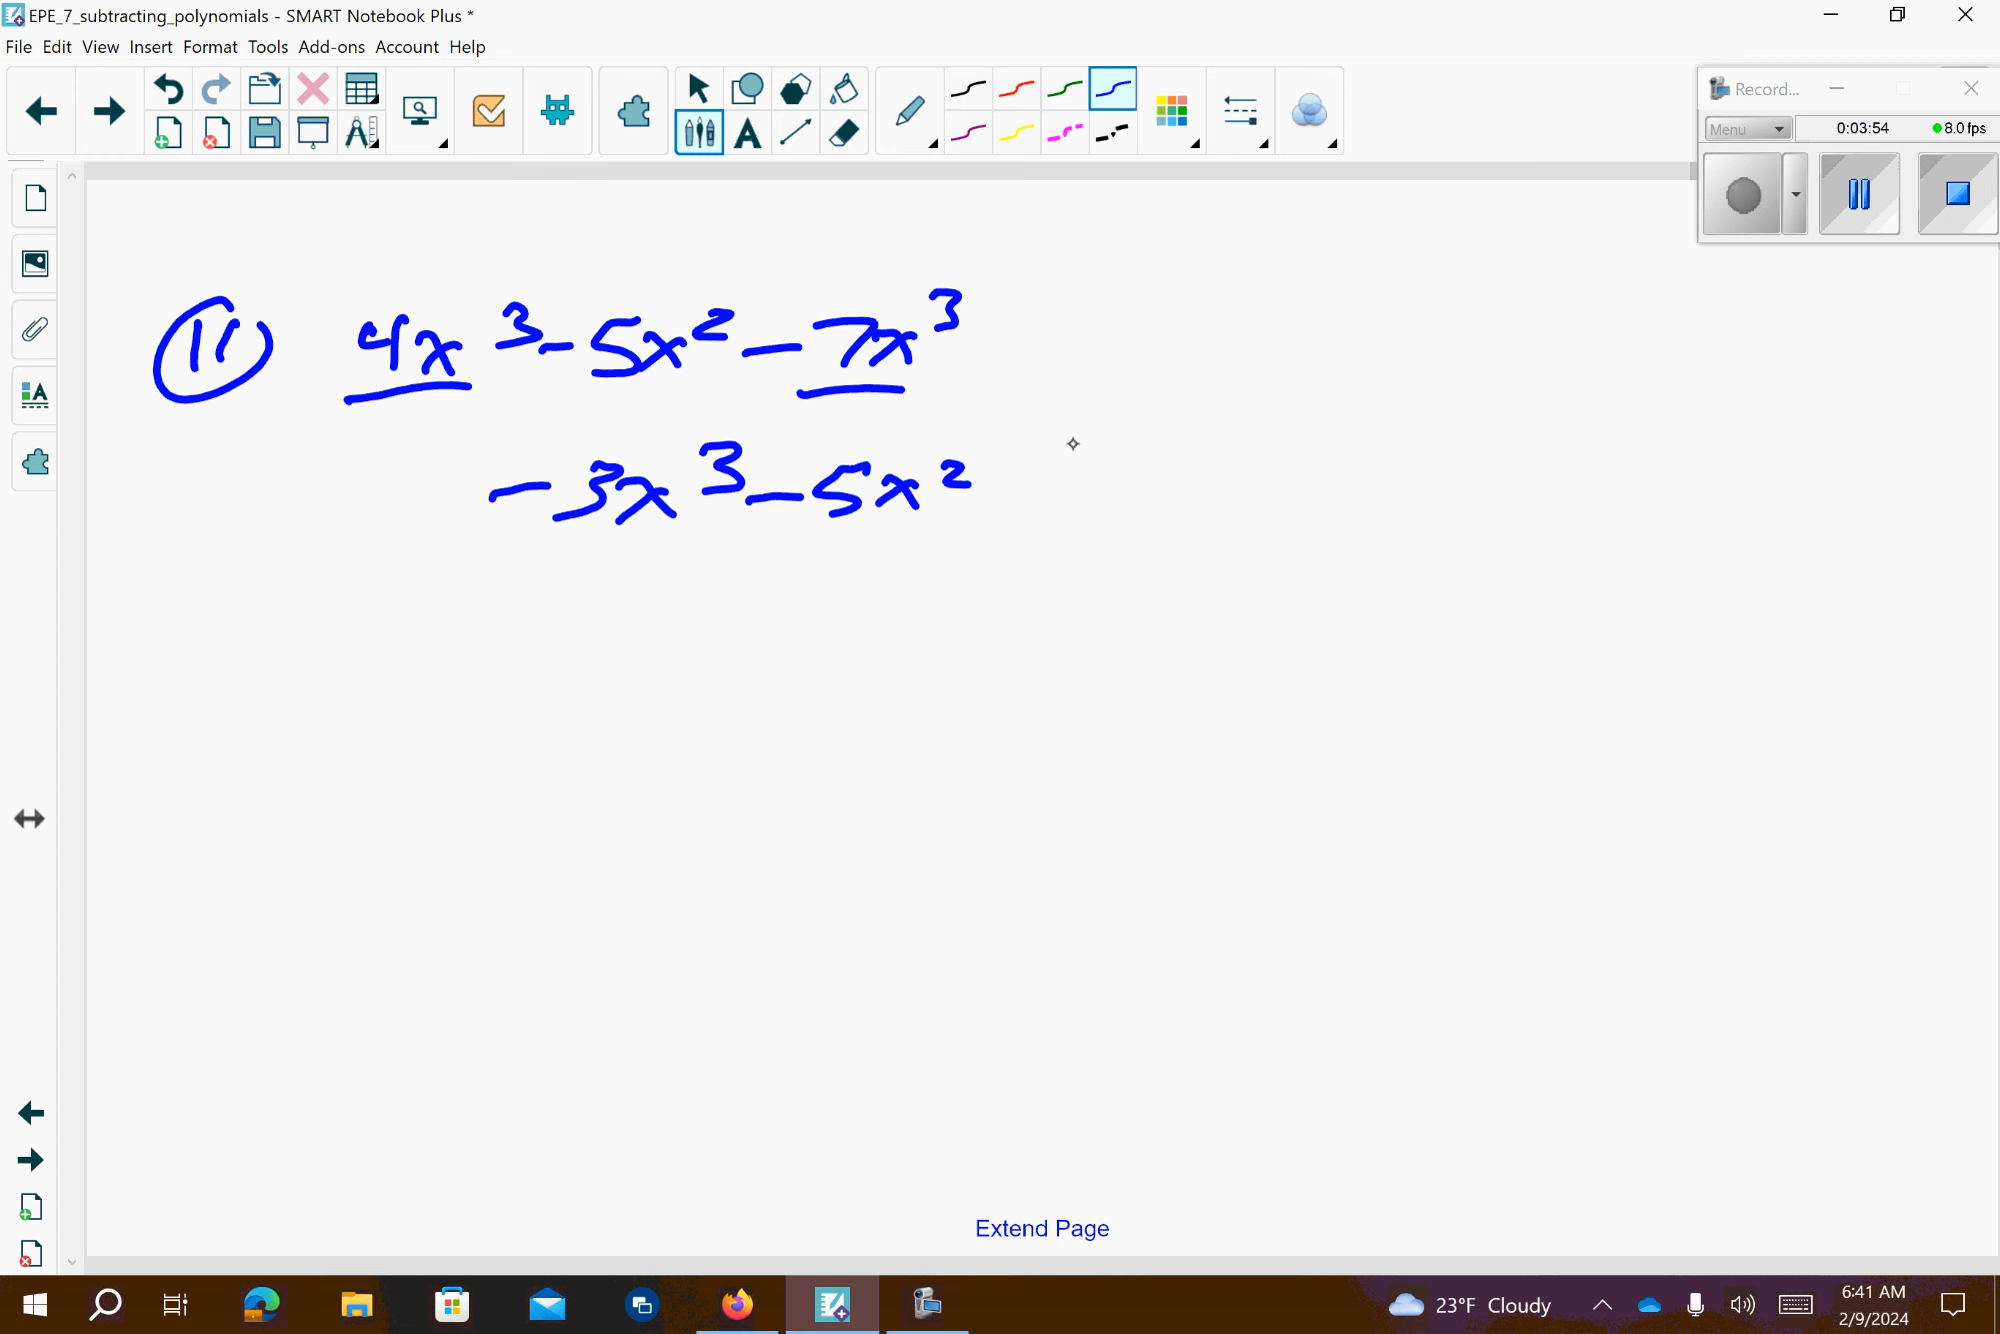 EPE_7_subtracting_polynomials - SMART Notebook Plus *
File Edit View Insert Format Tools Add-ons Account Help
Record...
Menu 0:03:54 8.0 fps
11 4x³ - 5x² - 7x³
- 3x³ - 5x²
Extend Page
23°F Cloudy
6:41 AM
2/9/2024